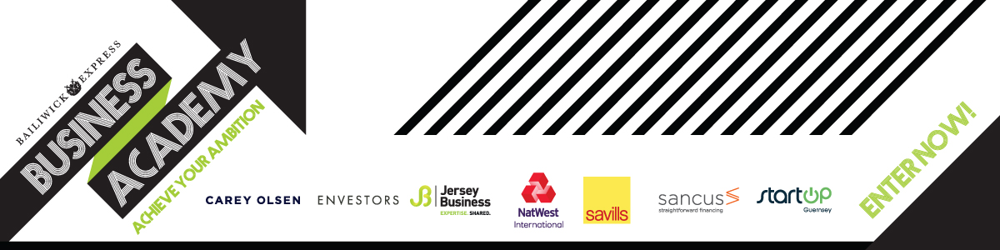 BAILIWICK EXPRESS
BUSINESS
ACADEMY
ACHIEVE YOUR AMBITION
CAREY OLSEN
ENVESTORS
JB Jersey
Business
EXPERTISE. SHARED.
NatWest
International
savills
sancus
straightforward financing
startup
Guernsey
ENTER NOW!